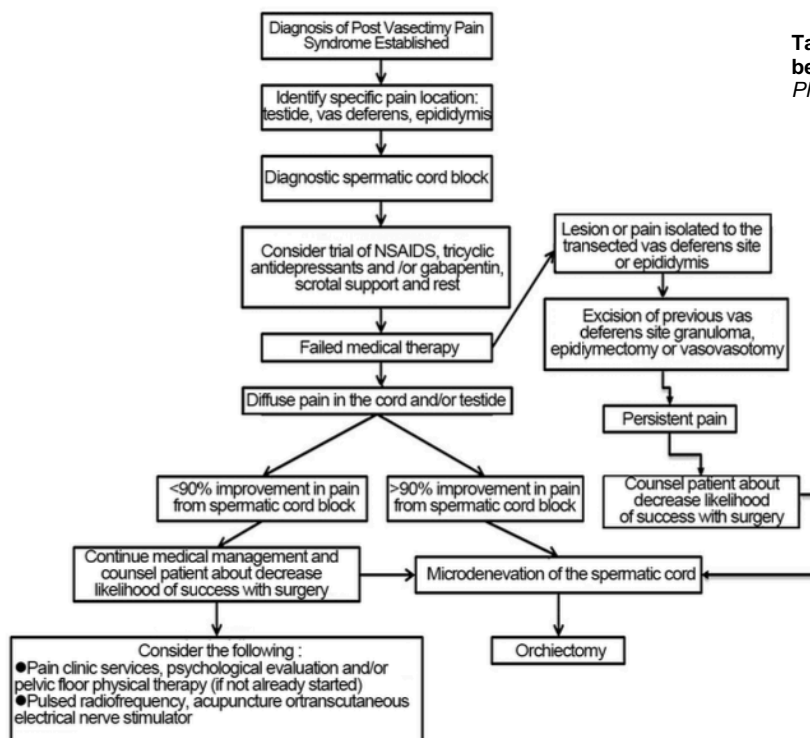 Diagnosis of Post Vasectimy Pain
Syndrome Established
Identify specific pain location:
testide, vas deferens, epididymis
Diagnostic spermatic cord block
Consider trial of NSAIDS, tricyclic
antidepressants and /or gabapentin,
scrotal support and rest
Failed medical therapy
Lesion or pain isolated to the
transected vas deferens site
or epididymis
Excision of previous vas
deferens site granuloma,
epidymectomy or vasovasotomy
Persistent pain
Counsel patient about
decrease likelihood
of success with surgery
Diffuse pain in the cord and/or testide
<90% improvement in pain
from spermatic cord block
>90% improvement in pain
from spermatic cord block
Continue medical management and
counsel patient about decrease
likelihood of success with surgery
Microdenevation of the spermatic cord
Orchiectomy
Consider the following :
●Pain clinic services, psychological evaluation and/or
pelvic floor physical therapy (if not already started)
●Pulsed radiofrequency, acupuncture ortranscutaneous
electrical nerve stimulator
Ta
be